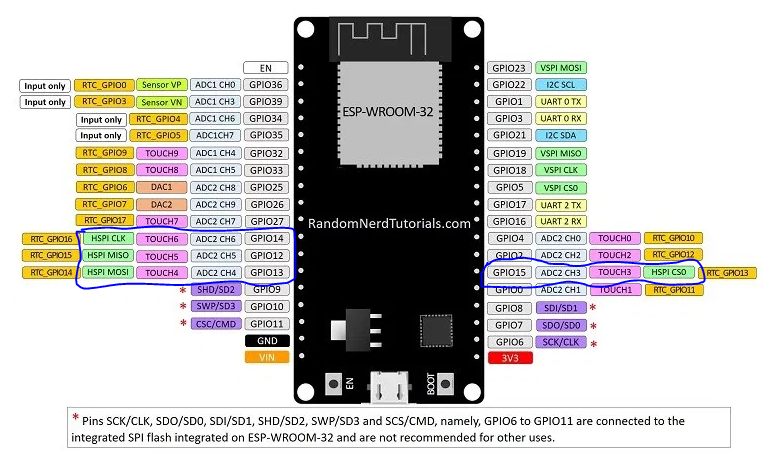 EN
Input only RTC_GPIO0 Sensor VP ADC1 CH0 GPIO36
Input only RTC_GPIO3 Sensor VN ADC1 CH3 GPIO39
Input only RTC_GPIO4 ADC1 CH6 GPIO34
Input only RTC_GPIO5 ADC1CH7 GPIO35
RTC_GPIO9 TOUCH9 ADC1 CH4 GPIO32
RTC_GPIO8 TOUCH8 ADC1 CH5 GPIO33
RTC_GPIO6 DAC1 ADC2 CH8 GPIO25
RTC_GPIO7 DAC2 ADC2 CH9 GPIO26
RTC_GPIO17 TOUCH7 ADC2 CH7 GPIO27
RTC_GPIO16 HSPI CLK TOUCH6 ADC2 CH6 GPIO14
RTC_GPIO15 HSPI MISO TOUCH5 ADC2 CH5 GPIO12
RTC_GPIO14 HSPI MOSI TOUCH4 ADC2 CH4 GPIO13
SHD/SD2 GPIO9
* SWP/SD3 GPIO10
* CSC/CMD GPIO11
GND
VIN
ESP-WROOM-32
RandomNerdTutorials.com
EN
BOOT
GPIO23 VSPI MOSI
GPIO22 I2C SCL
GPIO1 UART 0 TX
GPIO3 UART 0 RX
GPIO21 I2C SDA
GPIO19 VSPI MISO
GPIO18 VSPI CLK
GPIO5 VSPI CS0
GPIO17 UART 2 TX
GPIO16 UART 2 RX
GPIO4 ADC2 CH0 TOUCH0 RTC_GPIO10
GPIO2 ADC2 CH2 TOUCH2 RTC_GPIO12
GPIO15 ADC2 CH3 TOUCH3 HSPI CS0 RTC_GPIO13
GPIO0 ADC2 CH1 TOUCH1 RTC_GPIO11
GPIO8 SDI/SD1 *
GPIO7 SDO/SD0 *
GPIO6 SCK/CLK *
3V3
* Pins SCK/CLK, SDO/SD0, SDI/SD1, SHD/SD2, SWP/SD3 and SCS/CMD, namely, GPIO6 to GPIO11 are connected to the
integrated SPI flash integrated on ESP-WROOM-32 and are not recommended for other uses.